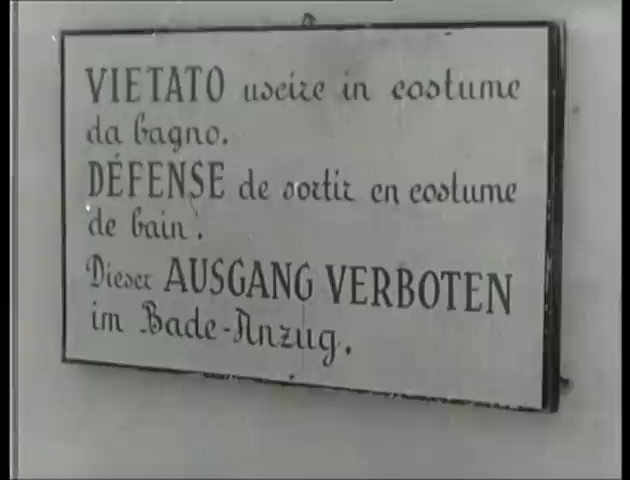 VIETATO uscire in costume
da bagno.
DÉFENSE de sortir en costume
de bain.
Dieser AUSGANG VERBOTEN
im Bade-Anzug.